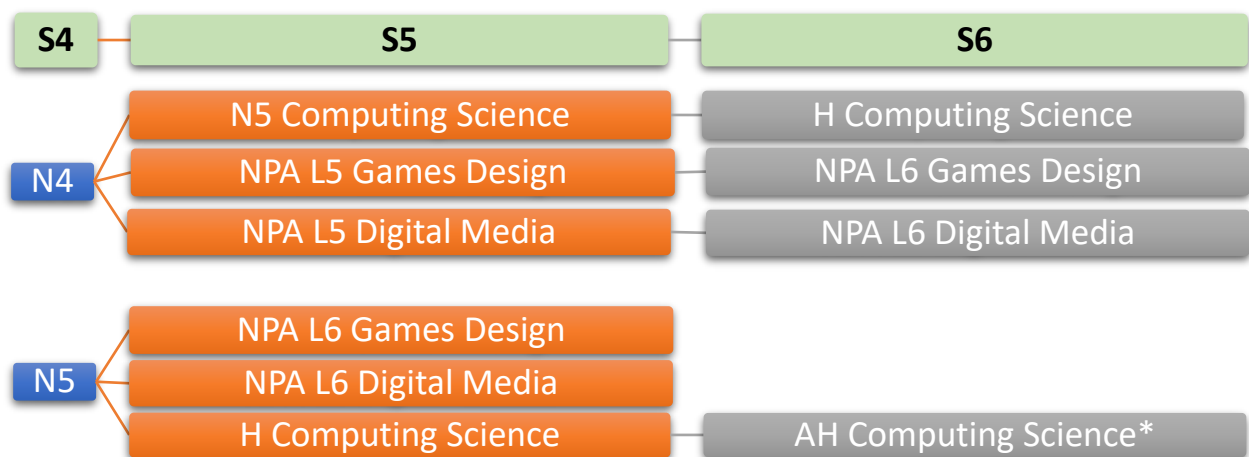 S4 S5 S6
N5 Computing Science H Computing Science
N4 NPA L5 Games Design NPA L6 Games Design
NPA L5 Digital Media NPA L6 Digital Media
NPA L6 Games Design
N5 NPA L6 Digital Media
H Computing Science AH Computing Science*